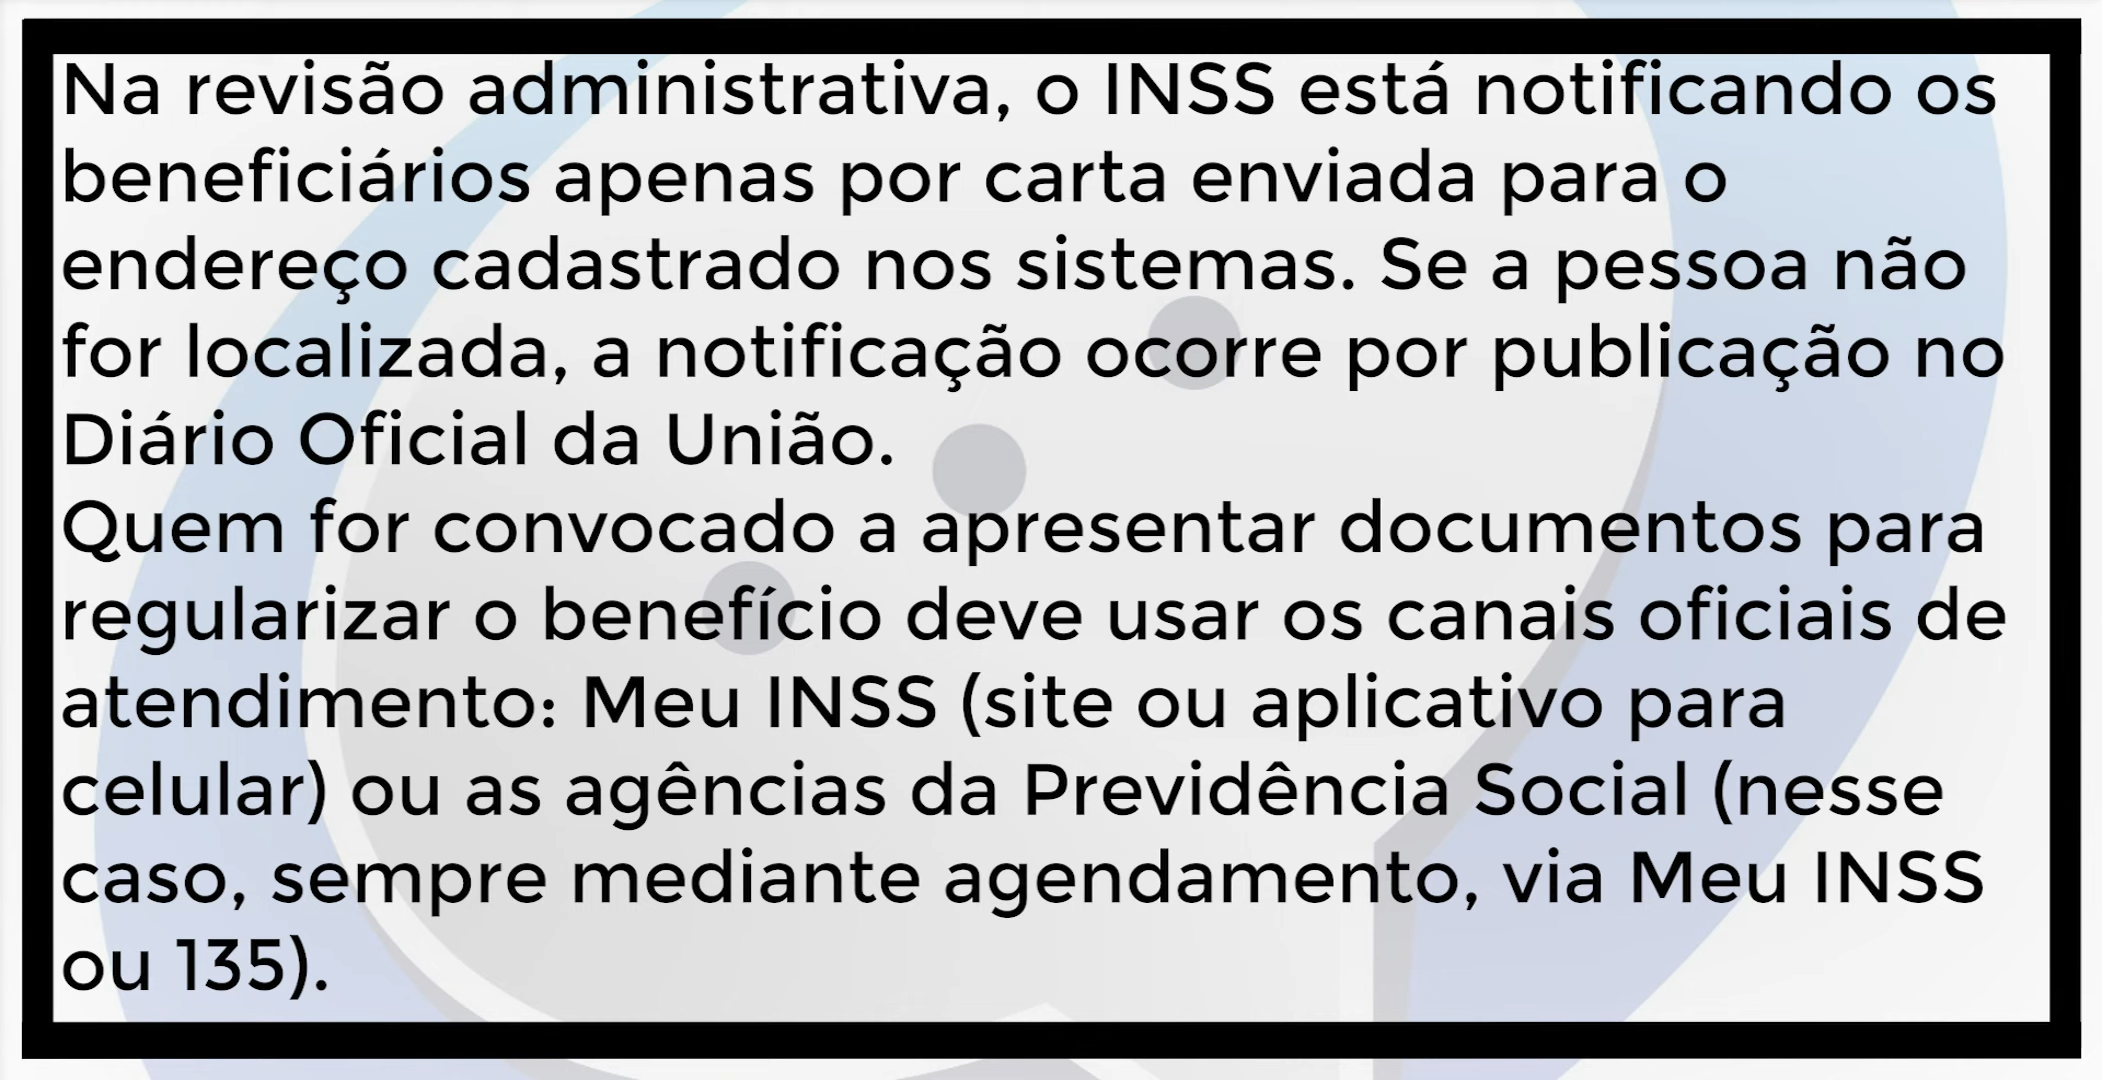 Na revisão administrativa, o INSS está notificando os
beneficiários apenas por carta enviada para o
endereço cadastrado nos sistemas. Se a pessoa não
for localizada, a notificação ocorre por publicação no
Diário Oficial da União.
Quem for convocado a apresentar documentos para
regularizar o benefício deve usar os canais oficiais de
atendimento: Meu INSS (site ou aplicativo para
celular) ou as agências da Previdência Social (nesse
caso, sempre mediante agendamento, via Meu INSS
ou 135).